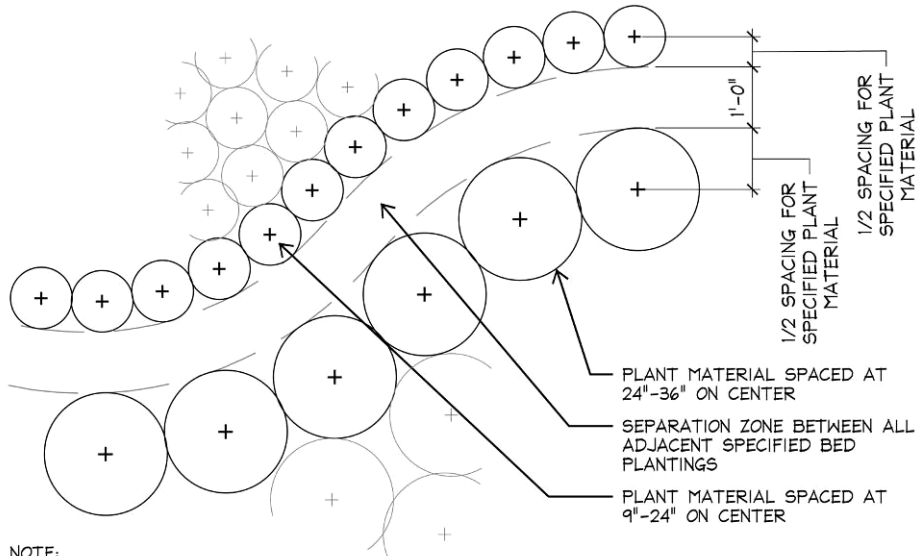 1'-0"
1/2 SPACING FOR
SPECIFIED PLANT
MATERIAL
1/2 SPACING FOR
SPECIFIED PLANT
MATERIAL
PLANT MATERIAL SPACED AT
24"-36" ON CENTER
SEPARATION ZONE BETWEEN ALL
ADJACENT SPECIFIED BED
PLANTINGS
PLANT MATERIAL SPACED AT
9"-24" ON CENTER
NOTE: